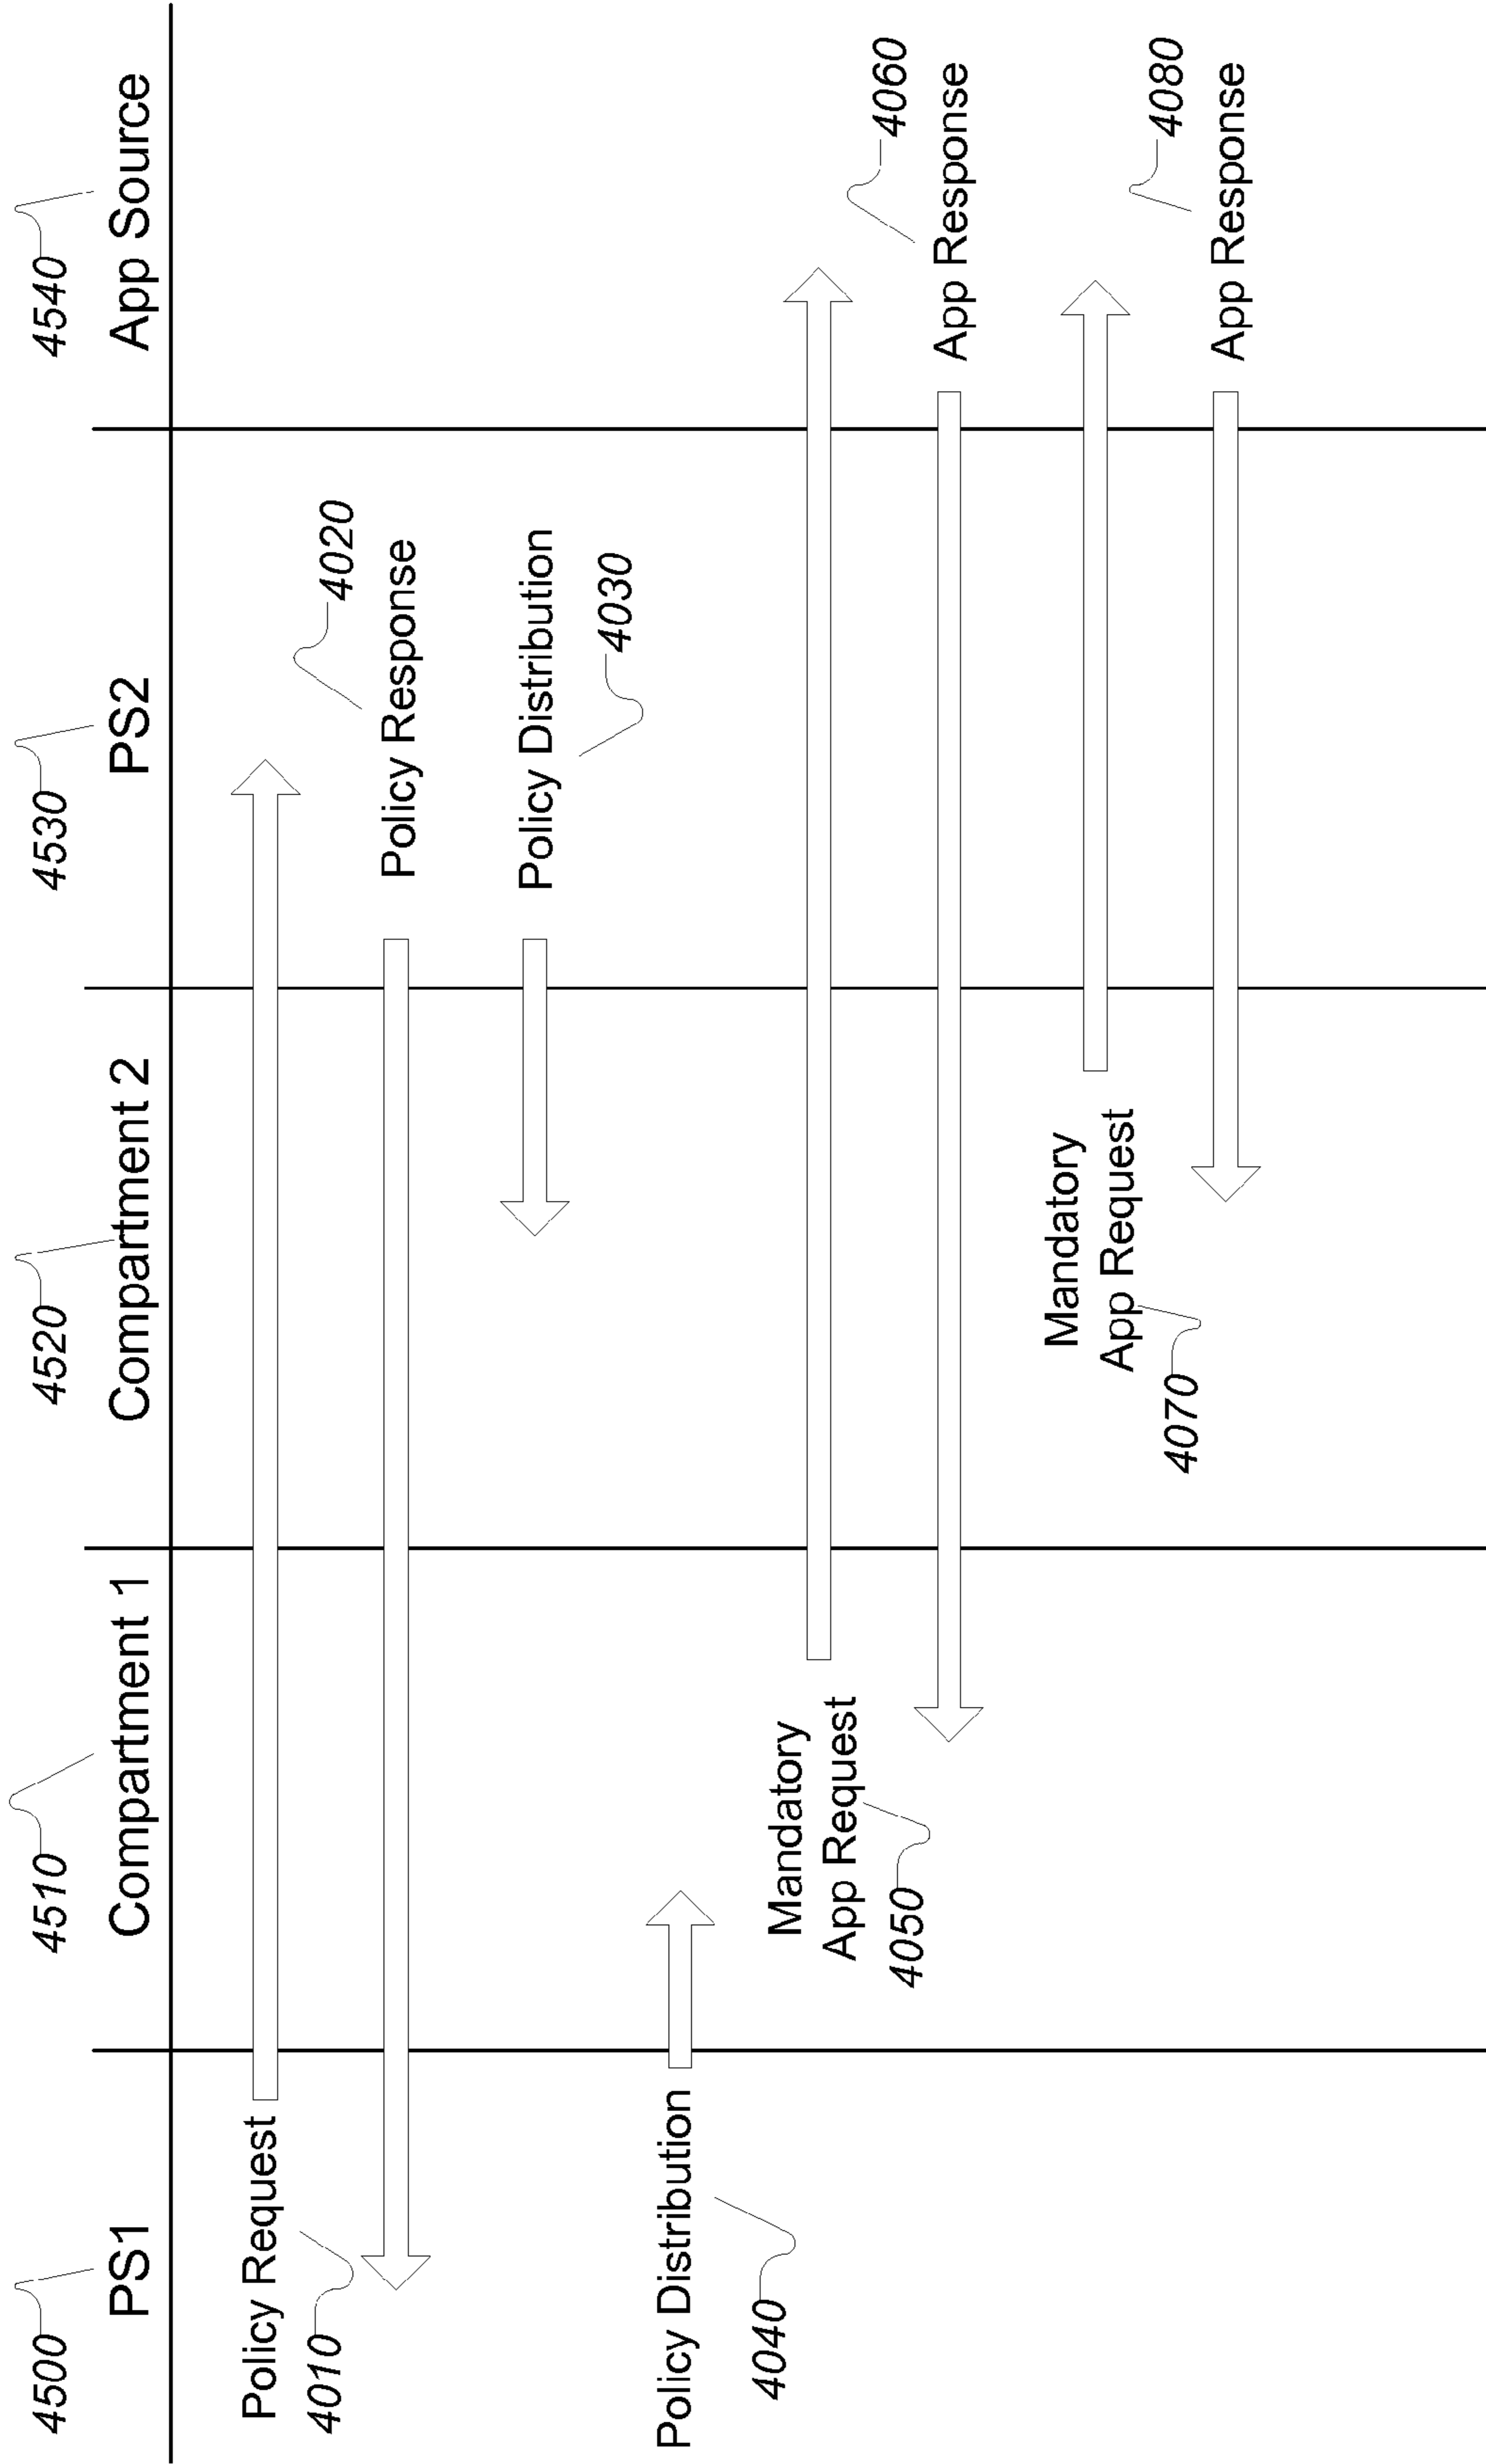 4500
4510
4520
4530
4540
PS1
Compartment 1
Compartment 2
PS2
App Source
Policy Request
4010
4020
Policy Response
Policy Distribution
4030
Policy Distribution
4040
Mandatory
App Request
4050
4060
App Response
Mandatory
App Request
4070
4080
App Response